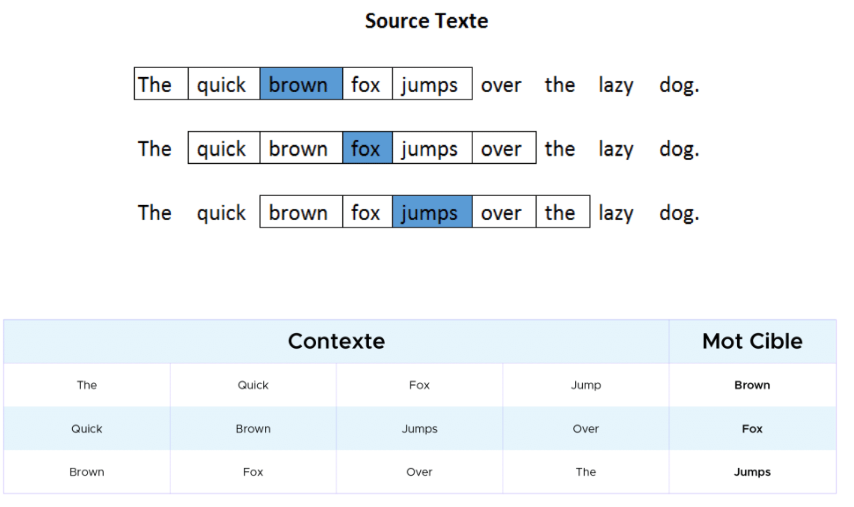 Source Texte
The quick brown fox jumps over the lazy dog.
The quick brown fox jumps over the lazy dog.
The quick brown fox jumps over the lazy dog.
Contexte Mot Cible
The Quick Fox Jump Brown
Quick Brown Jumps Over Fox
Brown Fox Over The Jumps